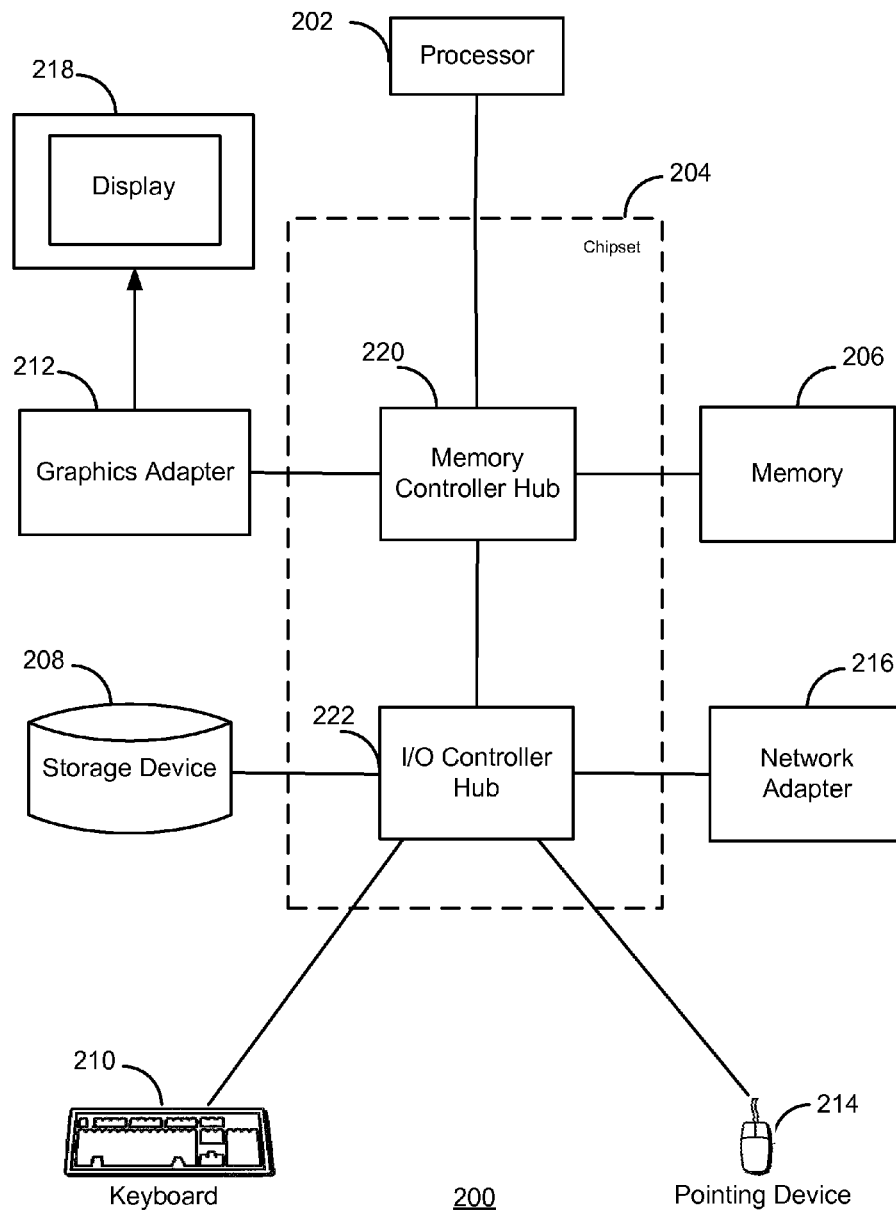 202
Processor
218
Display
204
Chipset
212
Graphics Adapter
220
Memory
Controller Hub
206
Memory
208
Storage Device
222
I/O Controller
Hub
216
Network
Adapter
210
Keyboard
200
214
Pointing Device